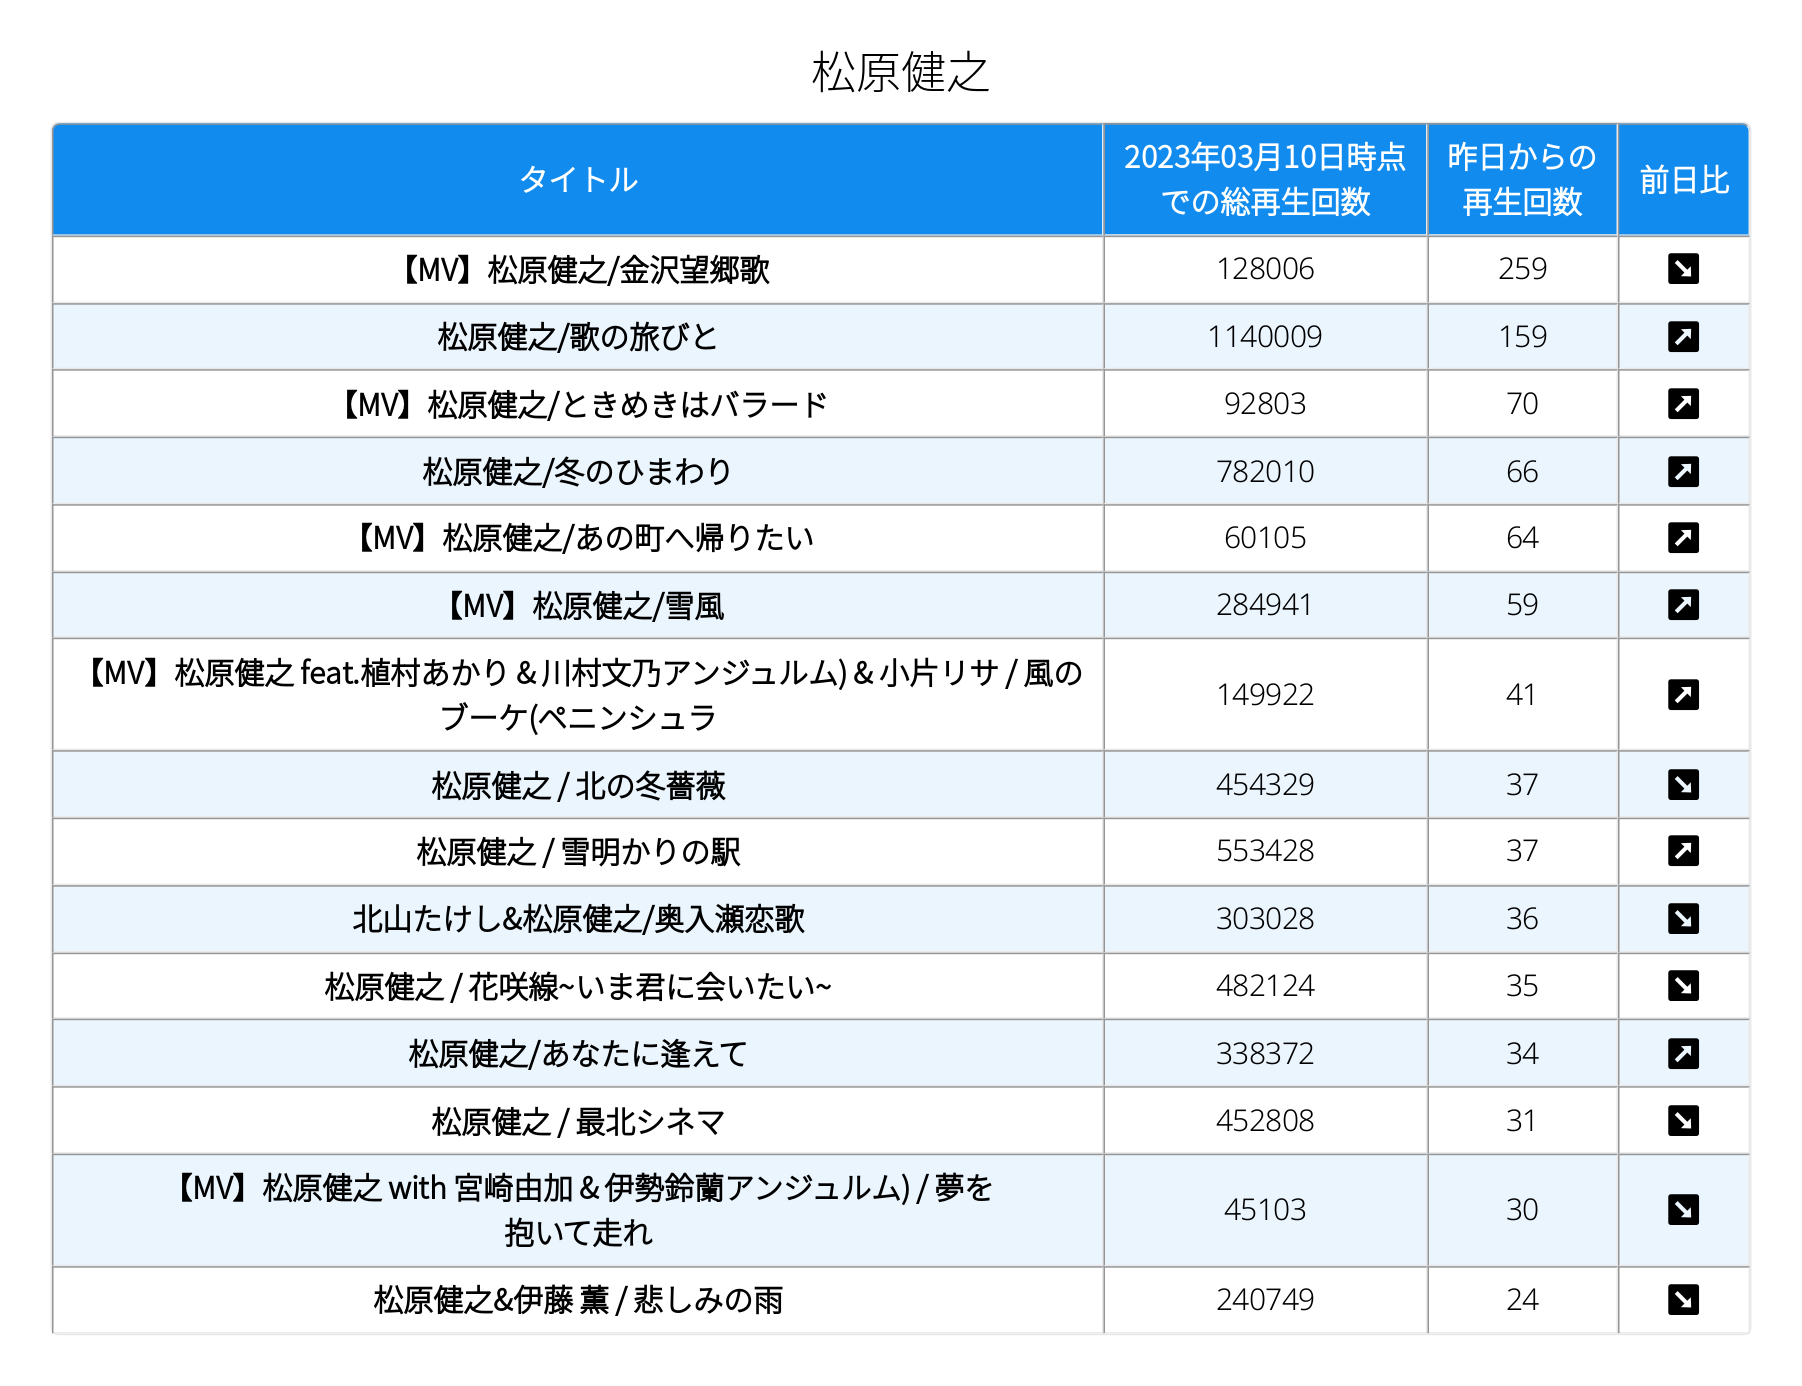 松原健之
タイトル
2023年03月10日時点
での総再生回数
昨日からの
再生回数
前日比
【MV】松原健之/金沢望郷歌 128006 259
松原健之/歌の旅びと 1140009 159
【MV】松原健之/ときめきはバラード 92803 70
松原健之/冬のひまわり 782010 66
【MV】松原健之/あの町へ帰りたい 60105 64
【MV】松原健之/雪風 284941 59
【MV】松原健之 feat.植村あかり & 川村文乃アンジュルム) & 小片リサ / 風の
ブーケ(ペニンシュラ
149922 41
松原健之 / 北の冬薔薇 454329 37
松原健之 / 雪明かりの駅 553428 37
北山たけし&松原健之/奥入瀬恋歌 303028 36
松原健之 / 花咲線~いま君に会いたい~ 482124 35
松原健之/あなたに逢えて 338372 34
松原健之 / 最北シネマ 452808 31
【MV】松原健之 with 宮崎由加 & 伊勢鈴蘭アンジュルム) / 夢を
抱いて走れ
45103 30
松原健之&伊藤 薫 / 悲しみの雨 240749 24